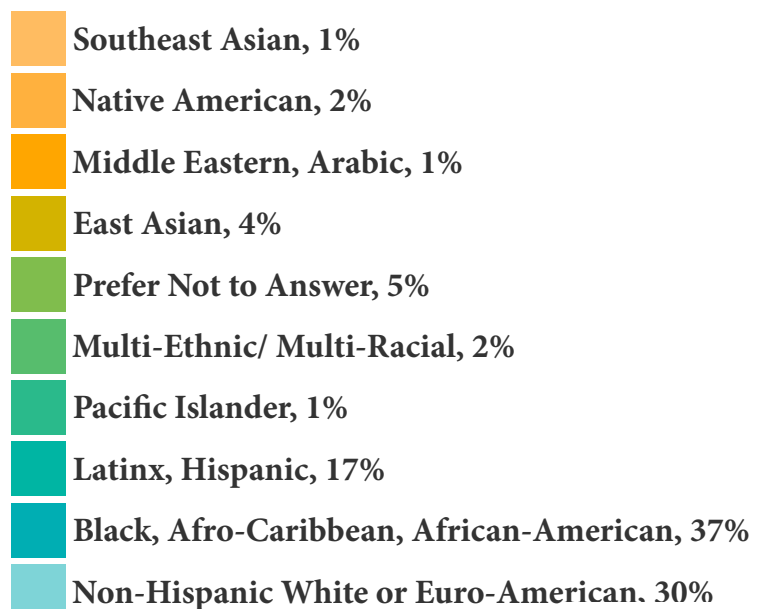 Southeast Asian, 1%
Native American, 2%
Middle Eastern, Arabic, 1%
East Asian, 4%
Prefer Not to Answer, 5%
Multi-Ethnic/ Multi-Racial, 2%
Pacific Islander, 1%
Latinx, Hispanic, 17%
Black, Afro-Caribbean, African-American, 37%
Non-Hispanic White or Euro-American, 30%